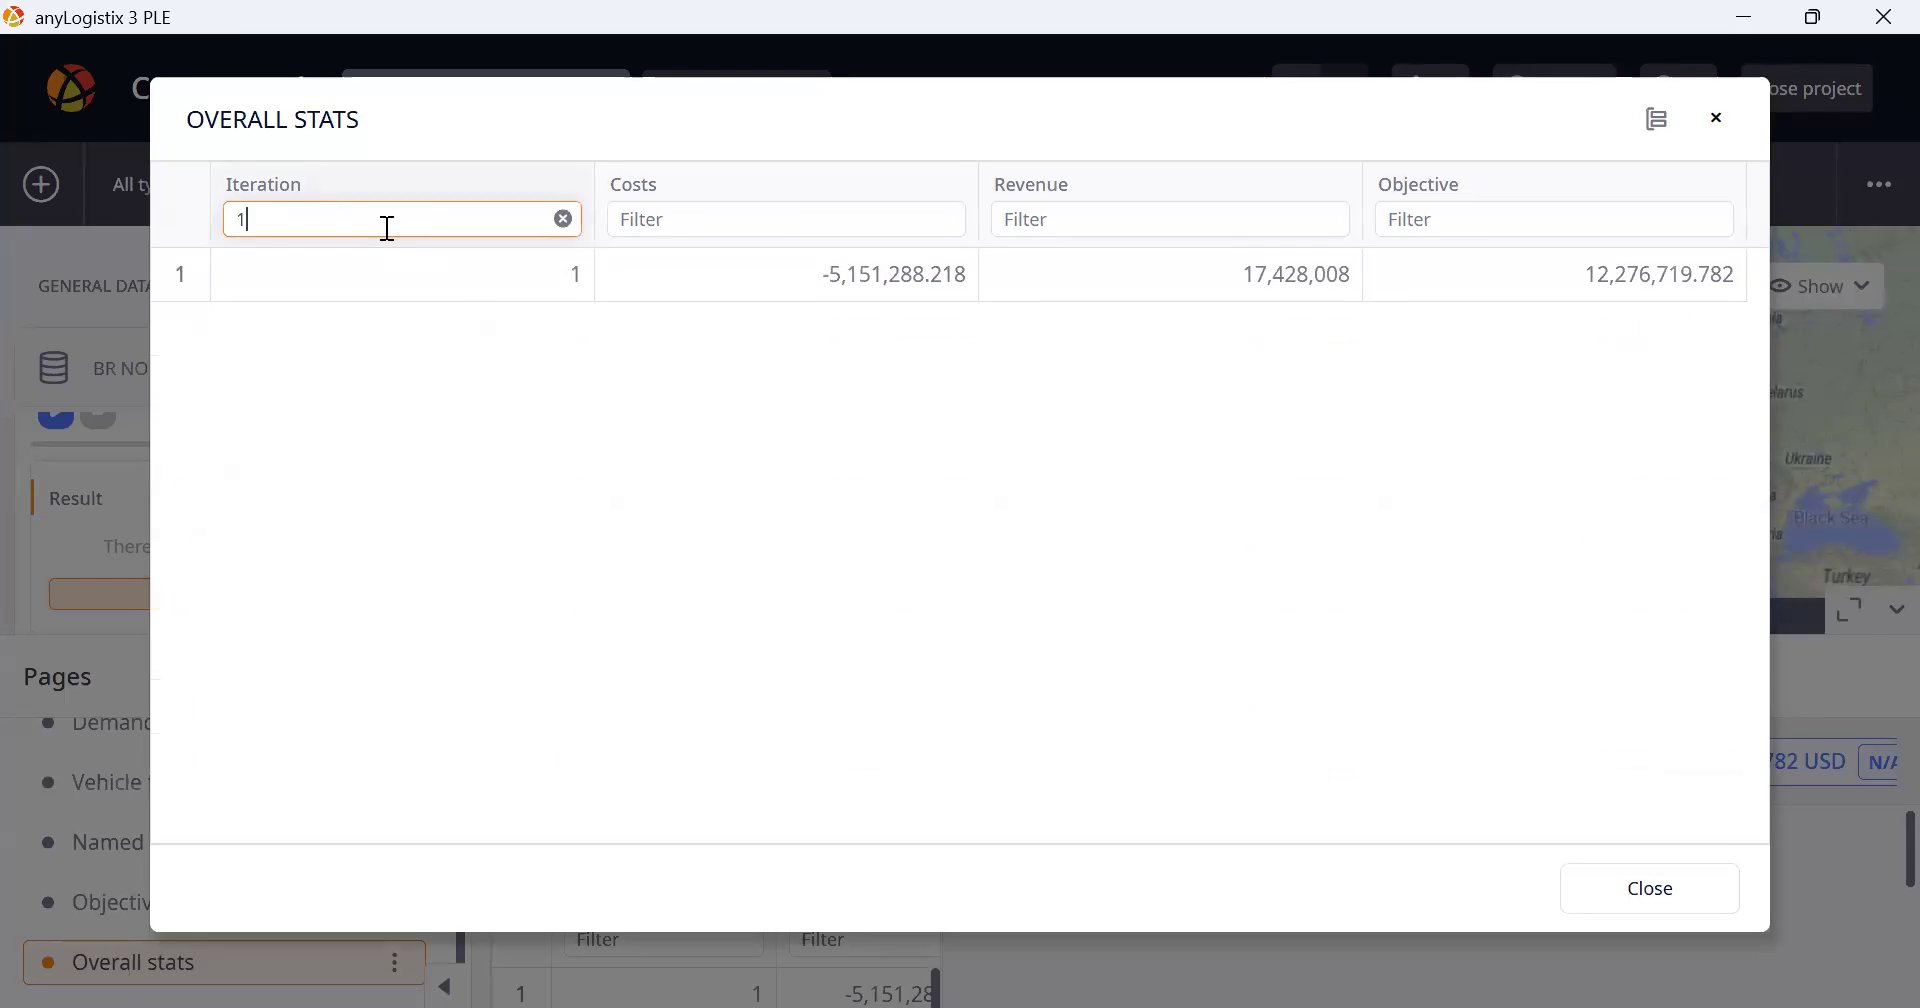 anyLogistix 3 PLE
C
ose project
OVERALL STATS
All ty
Iteration Costs Revenue Objective
1 Filter Filter Filter
1 1 -5,151,288.218 17,428,008 12,276,719.782
GENERAL DATA
Show
BR NO
elarus
Ukraine
Result
Black Sea
There
Turkey
Pages
Demand
782 USD N/A
Vehicle
Named
Close
Objectiv
Filter Filter
Overall stats
1 1 -5,151,28